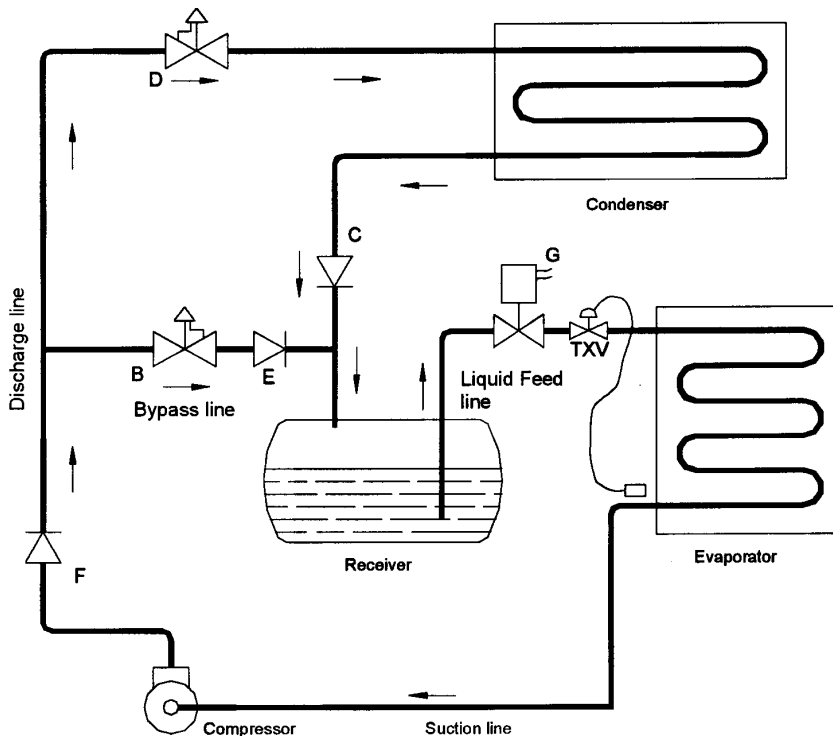 D
Condenser
C
G
TXV
Discharge line
B
E
Bypass line
Liquid Feed
line
Receiver
Evaporator
F
Compressor
Suction line